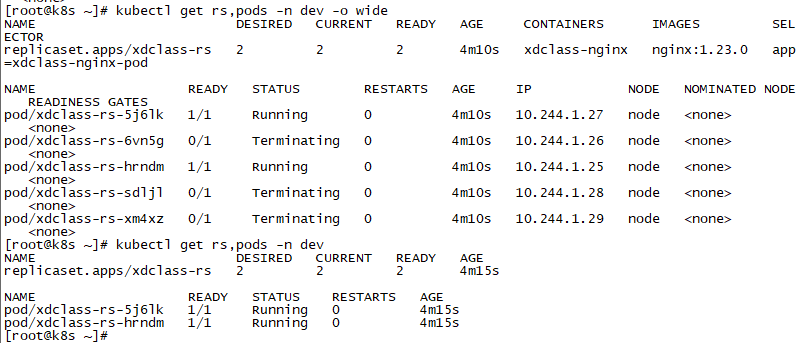 <none>
[root@k8s ~]# kubectl get rs,pods -n dev -o wide
NAME DESIRED CURRENT READY AGE CONTAINERS IMAGES SEL
ECTOR
replicaset.apps/xdclass-rs 2 2 2 4m10s xdclass-nginx nginx:1.23.0 app
=xdclass-nginx-pod
NAME READY STATUS RESTARTS AGE IP NODE NOMINATED NODE
READINESS GATES
pod/xdclass-rs-5j6lk 1/1 Running 0 4m10s 10.244.1.27 node <none>
<none>
pod/xdclass-rs-6vn5g 0/1 Terminating 0 4m10s 10.244.1.26 node <none>
<none>
pod/xdclass-rs-hrndm 1/1 Running 0 4m10s 10.244.1.25 node <none>
<none>
pod/xdclass-rs-sdljl 0/1 Terminating 0 4m10s 10.244.1.28 node <none>
<none>
pod/xdclass-rs-xm4xz 0/1 Terminating 0 4m10s 10.244.1.29 node <none>
<none>
[root@k8s ~]# kubectl get rs,pods -n dev
NAME DESIRED CURRENT READY AGE
replicaset.apps/xdclass-rs 2 2 2 4m15s
NAME READY STATUS RESTARTS AGE
pod/xdclass-rs-5j6lk 1/1 Running 0 4m15s
pod/xdclass-rs-hrndm 1/1 Running 0 4m15s
[root@k8s ~]#